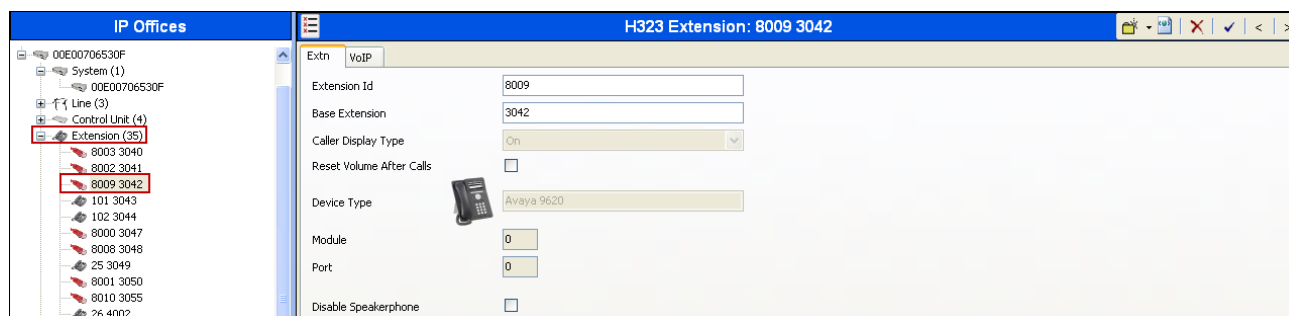 IP Offices
00E00706530F
System (1)
00E00706530F
Line (3)
Control Unit (4)
Extension (35)
8003 3040
8002 3041
8009 3042
101 3043
102 3044
8000 3047
8008 3048
25 3049
8001 3050
8010 3055
26 4002
H323 Extension: 8009 3042
Extn VoIP
Extension Id 8009
Base Extension 3042
Caller Display Type On
Reset Volume After Calls
Device Type Avaya 9620
Module 0
Port 0
Disable Speakerphone